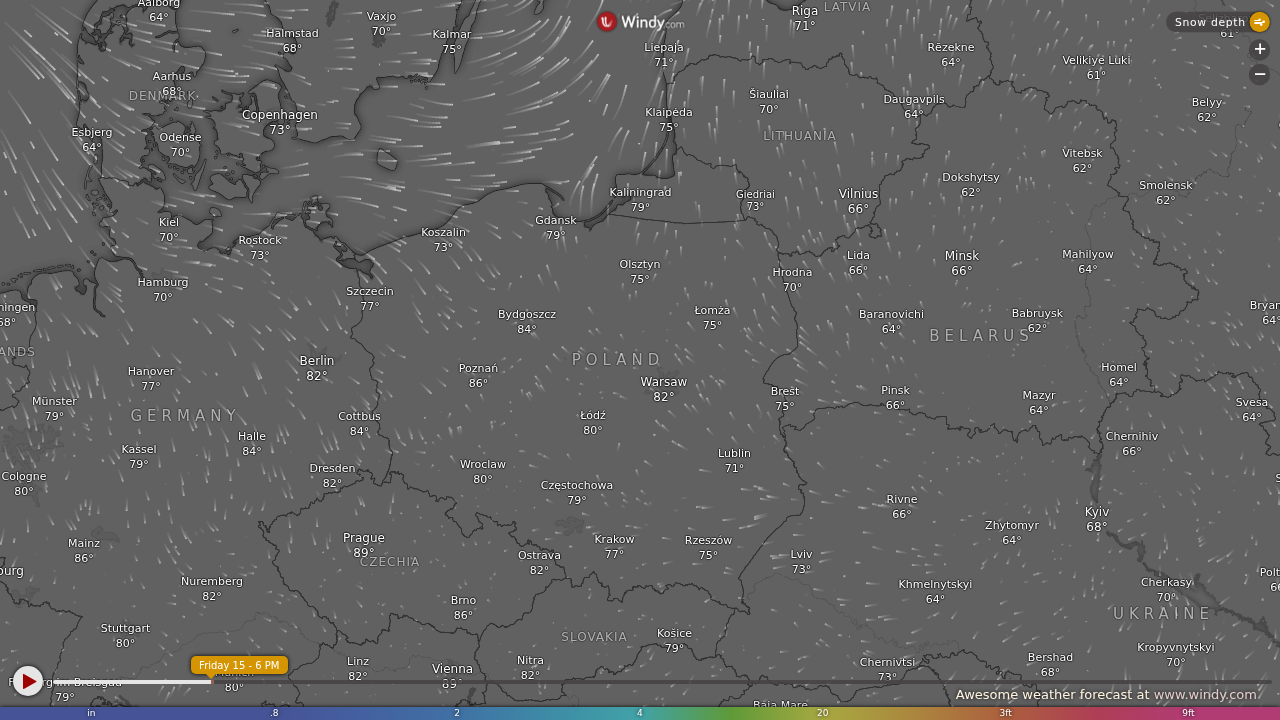 Aalborg
64°
Vaxjo
70°
Halmstad
68°
Kalmar
75°
Windy.com
Liepaja
71°
Riga
71°
LATVIA
Rēzekne
64°
Velikiye Luki
61°
Snow depth
61°
+
−
Aarhus
68°
DENMARK
Copenhagen
73°
Esbjerg
64°
Odense
70°
Klaipėda
75°
Šiauliai
70°
LITHUANIA
Daugavpils
64°
Belyy
62°
Vitebsk
62°
Dokshytsy
62°
Smolensk
62°
Kaliningrad
79°
Giedriai
73°
Vilnius
66°
Kiel
70°
Rostock
73°
Koszalin
73°
Gdansk
79°
Olsztyn
75°
Hrodna
70°
Lida
66°
Minsk
66°
Mahilyow
64°
Hamburg
70°
Szczecin
77°
Bydgoszcz
84°
Łomża
75°
Baranovichi
64°
Babruysk
62°
64°
BELARUS
Berlin
82°
Hanover
77°
Poznań
86°
POLAND
Warsaw
82°
Brest
75°
Pinsk
66°
Homel
64°
Mazyr
64°
Svesa
64°
Münster
79°
GERMANY
Cottbus
84°
Łódź
80°
Halle
84°
Kassel
79°
Chernihiv
66°
Cologne
80°
Dresden
82°
Wroclaw
80°
Lublin
71°
Częstochowa
79°
Rivne
66°
Kyiv
68°
Zhytomyr
64°
Mainz
86°
Prague
89°
CZECHIA
Ostrava
82°
Krakow
77°
Rzeszów
75°
Lviv
73°
Nuremberg
82°
Khmelnytskyi
64°
Cherkasy
70°
UKRAINE
Brno
86°
Stuttgart
80°
SLOVAKIA
Košice
79°
Kropyvnytskyi
70°
Friday 15 - 6 PM
Linz
82°
Vienna
Nitra
82°
Chernivtsi
73°
Bershad
68°
79°
80°
Awesome weather forecast at www.windy.com
in .8 2 4 20 3ft 9ft